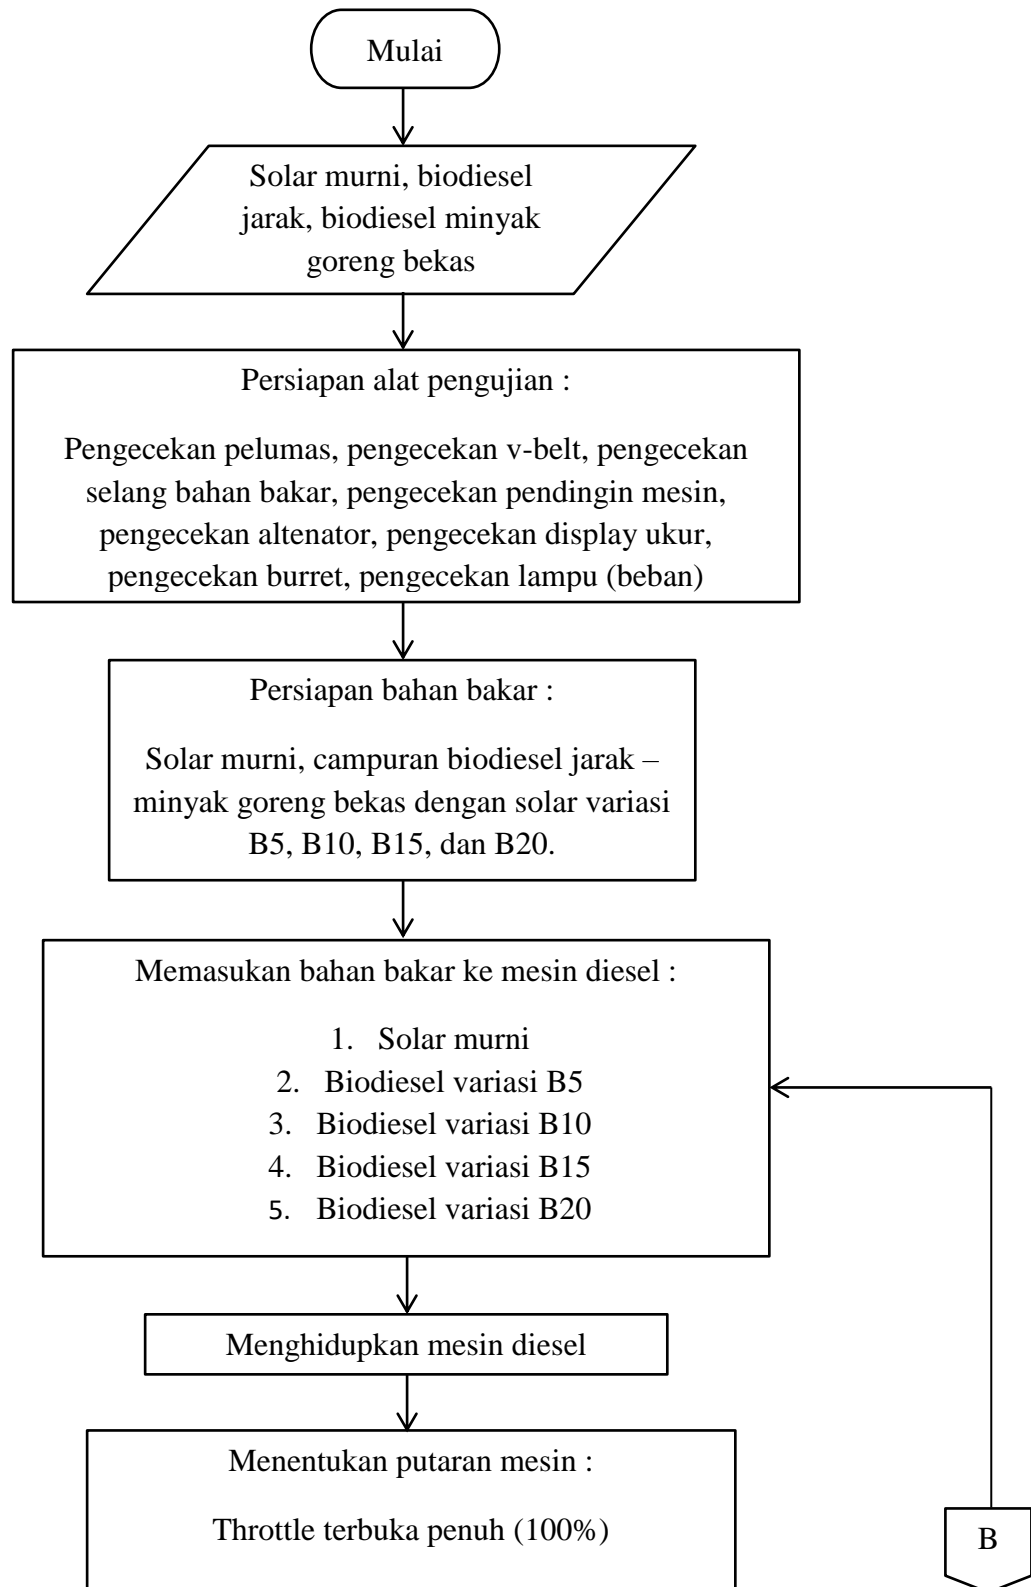 Mulai
Solar murni, biodiesel
jarak, biodiesel minyak
goreng bekas
Persiapan alat pengujian :
Pengecekan pelumas, pengecekan v-belt, pengecekan
selang bahan bakar, pengecekan pendingin mesin,
pengecekan altenator, pengecekan display ukur,
pengecekan burret, pengecekan lampu (beban)
Persiapan bahan bakar :
Solar murni, campuran biodiesel jarak –
minyak goreng bekas dengan solar variasi
B5, B10, B15, dan B20.
Memasukan bahan bakar ke mesin diesel :
1. Solar murni
2. Biodiesel variasi B5
3. Biodiesel variasi B10
4. Biodiesel variasi B15
5. Biodiesel variasi B20
Menghidupkan mesin diesel
Menentukan putaran mesin :
Throttle terbuka penuh (100%)
B